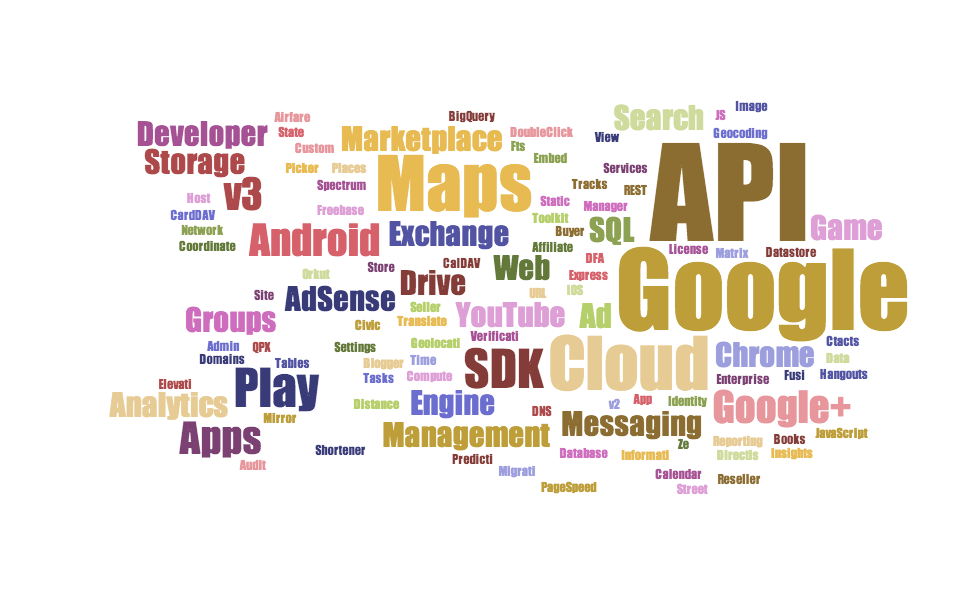 Image
Airfare
BigQuery
Search
JS
Developer
State
Marketplace
DoubleClick
View
Geocoding
Custom
Fts
Embed
API
Storage
Picker
Places
Maps
Services
Spectrum
Tracks
REST
v3
Host
Freebase
Static
Manager
CardDAV
Toolkit
Network
Android
Exchange
Buyer
SQL
Game
Coordinate
Affiliate
License
Matrix
Datastore
Store
CalDAV
Web
DFA
Google
Orkut
Drive
Express
Site
AdSense
URL
iOS
Groups
Seller
YouTube
Ad
Civic
Translate
Verificati
Ctacts
Admin
QPX
Settings
Geolocati
Cloud
Chrome
Domains
Tables
Blogger
Time
SDK
Data
Elevati
Play
Tasks
Compute
Enterprise
Fusi
Hangouts
Analytics
Distance
Engine
DNS
v2
App
Identity
Google+
Mirror
Apps
Management
Messaging
JavaScript
Shortener
Ze
Reporting
Books
Audit
Predicti
Database
Informati
Directis
Insights
Migrati
Calendar
Reseller
PageSpeed
Street